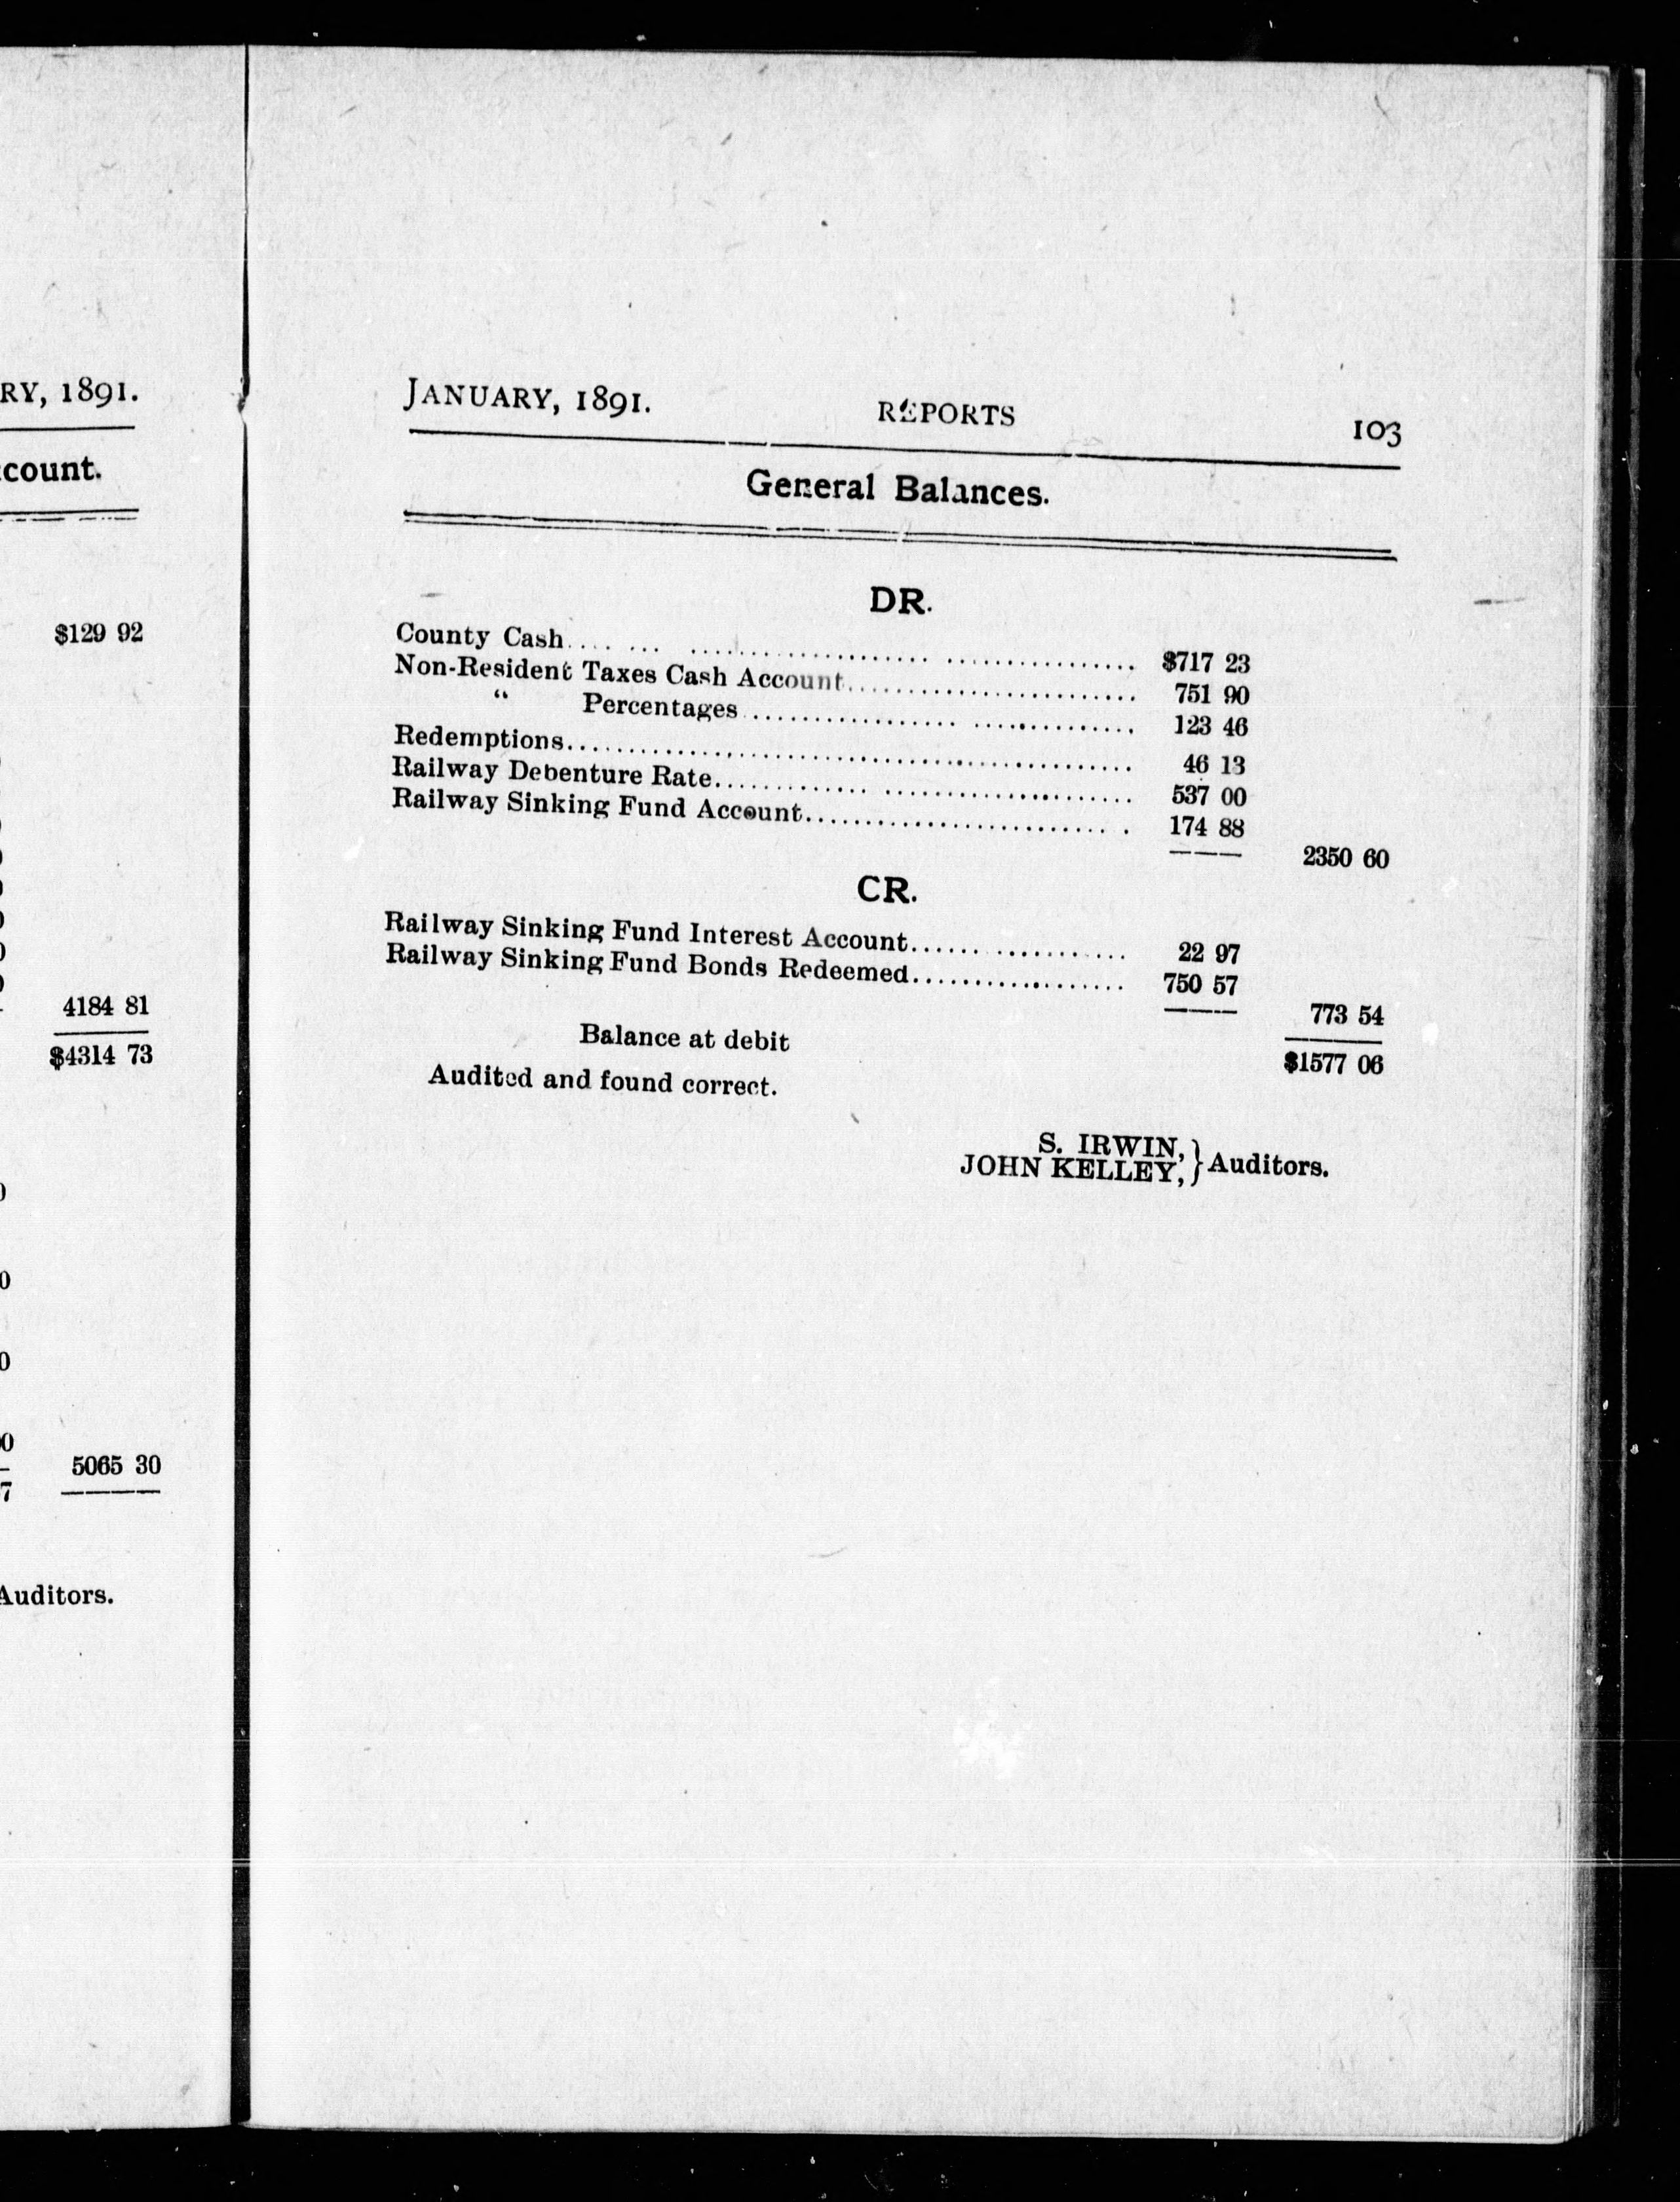 RY, 1891.
count.
$129 92
4184 81
$4314 73
5065 30
7
Auditors.
JANUARY, 1891. REPORTS 103
General Balances.
DR.
County Cash.... ... .................... ................ $717 23
Non-Resident Taxes Cash Account........................ 751 90
“ Percentages.................. ............... 123 46
Redemptions............................................. 46 13
Railway Debenture Rate............. .................... 537 00
Railway Sinking Fund Account.......................... . 174 88
2350 60
CR.
Railway Sinking Fund Interest Account...... ............ 22 97
Railway Sinking Fund Bonds Redeemed.................... 750 57
773 54
Balance at debit $1577 06
Audited and found correct.
S. IRWIN,
JOHN KELLEY, } Auditors.